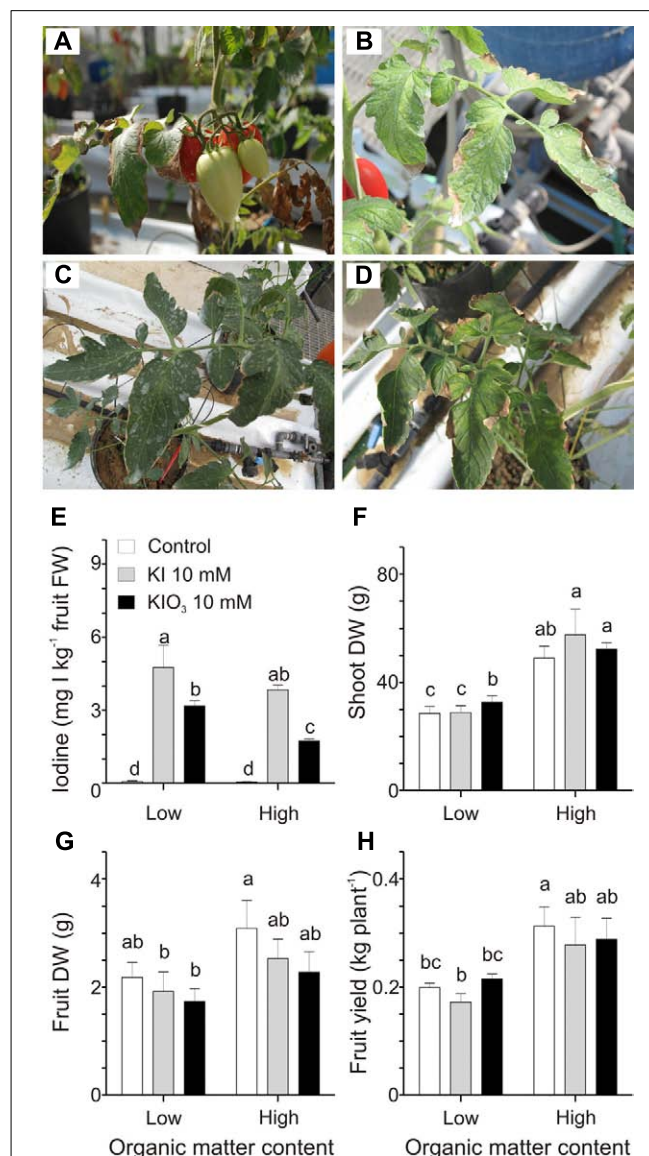 A
B
C
D
E
Iodine (mg I kg⁻¹ fruit FW)
9
6
3
0
Control
KI 10 mM
KIO₃ 10 mM
d
a
b
d
ab
c
Low
High
F
Shoot DW (g)
80
40
0
c
c
b
ab
a
a
Low
High
G
Fruit DW (g)
4
2
0
ab
b
b
a
ab
ab
Low
High
Organic matter content
H
Fruit yield (kg plant⁻¹)
0.4
0.2
0
bc
b
bc
a
ab
ab
Low
High
Organic matter content